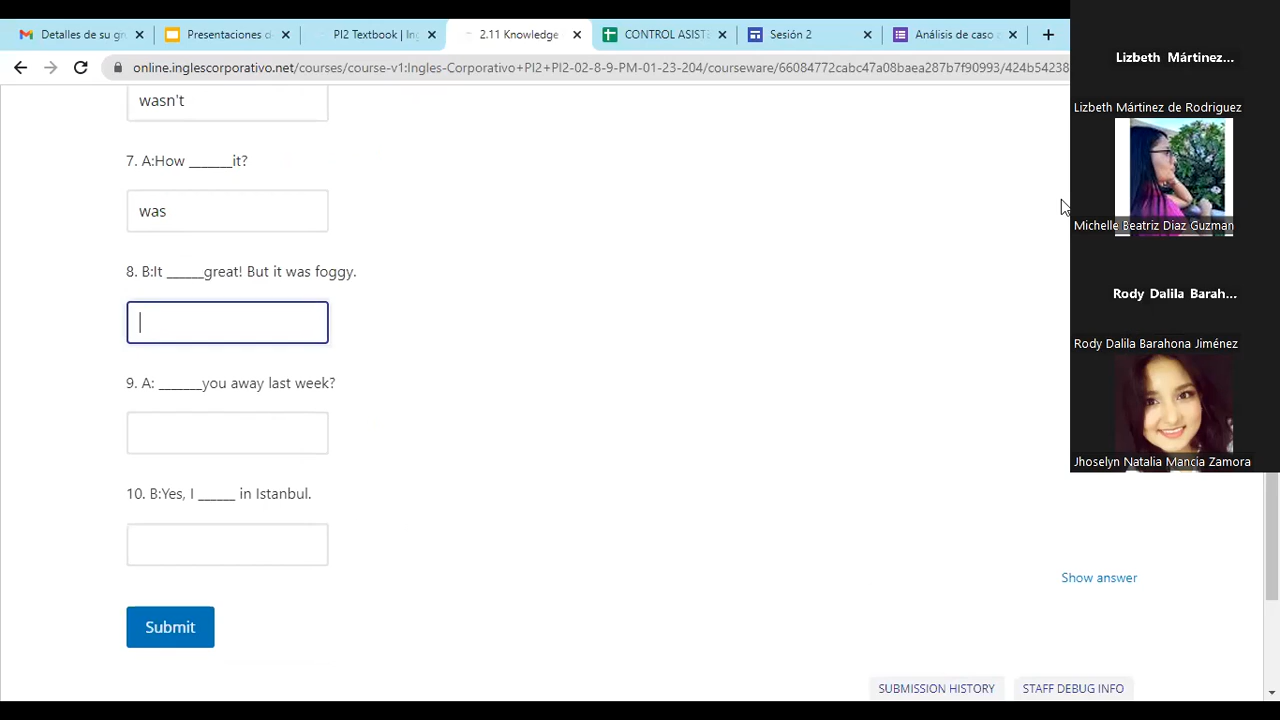 Detalles de su gr
Presentaciones d
PI2 Textbook | Ing
2.11 Knowledge
CONTROL ASIST
Sesión 2
Análisis de caso c
online.inglescorporativo.net/courses/course-v1:Ingles-Corporativo+PI2+PI2-02-8-9-PM-01-23-204/courseware/66084772cabc47a08baea287b7f90993/424b54238
wasn't
7. A:How _______it?
was
8. B:It ______great! But it was foggy.
9. A: _______you away last week?
10. B:Yes, I ______ in Istanbul.
Show answer
Submit
SUBMISSION HISTORY
STAFF DEBUG INFO
Lizbeth Mártinez...
Lizbeth Mártinez de Rodriguez
Michelle Beatriz Diaz Guzman
Rody Dalila Barah...
Rody Dalila Barahona Jiménez
Jhoselyn Natalia Mancía Zamora